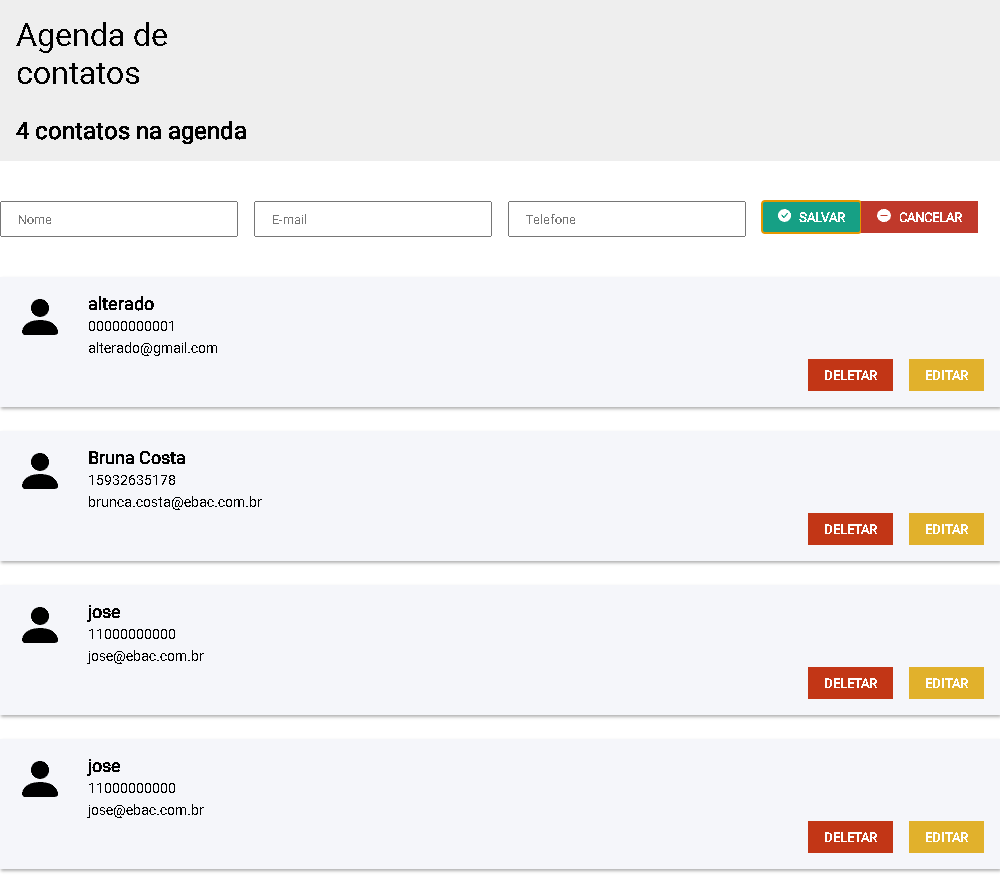 Agenda de
contatos
4 contatos na agenda
Nome
E-mail
Telefone
SALVAR
CANCELAR
alterado
00000000001
alterado@gmail.com
DELETAR
EDITAR
Bruna Costa
15932635178
brunca.costa@ebac.com.br
DELETAR
EDITAR
jose
11000000000
jose@ebac.com.br
DELETAR
EDITAR
jose
11000000000
jose@ebac.com.br
DELETAR
EDITAR